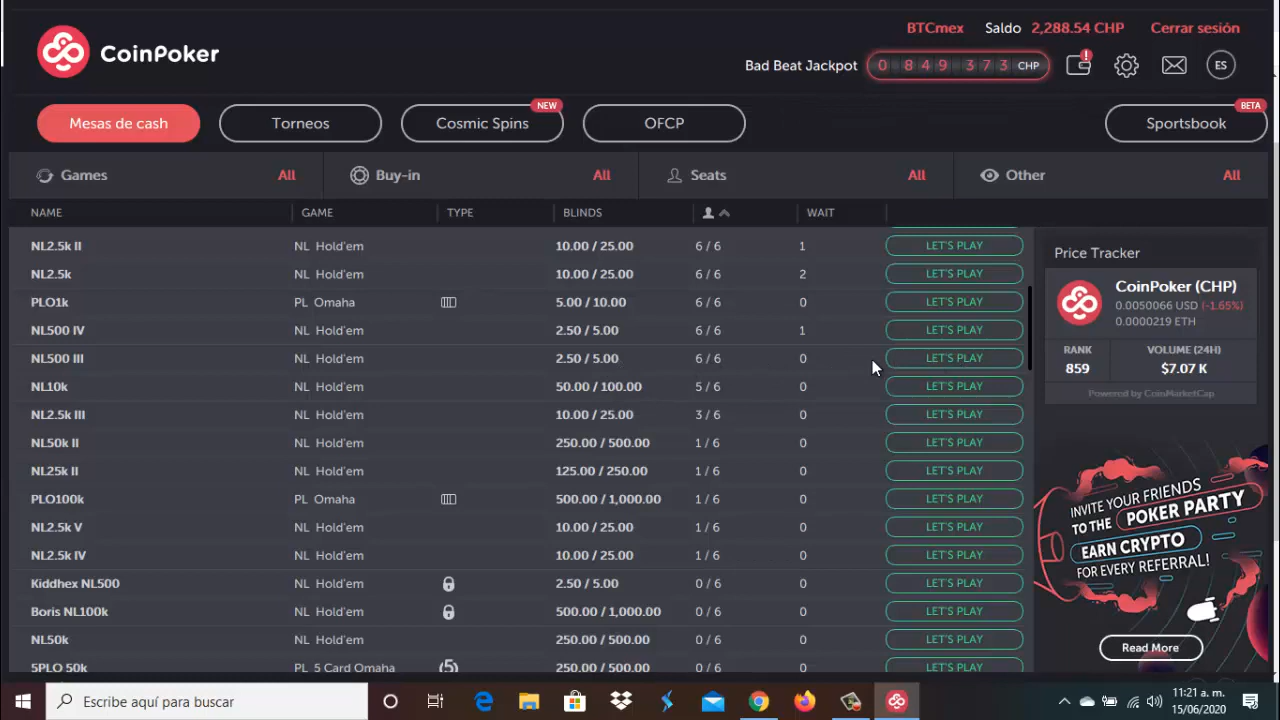 BTCmex Saldo 2,288.54 CHP Cerrar sesión
CoinPoker
Bad Beat Jackpot 0 8 4 9 3 7 3 CHP ! ES
Mesas de cash Torneos Cosmic Spins NEW OFCP Sportsbook BETA
Games All Buy-in All Seats All Other All
NAME GAME TYPE BLINDS WAIT
NL2.5k II NL Hold'em 10.00 / 25.00 6 / 6 1 LET'S PLAY
NL2.5k NL Hold'em 10.00 / 25.00 6 / 6 2 LET'S PLAY
PLO1k PL Omaha 5.00 / 10.00 6 / 6 0 LET'S PLAY
NL500 IV NL Hold'em 2.50 / 5.00 6 / 6 1 LET'S PLAY
NL500 III NL Hold'em 2.50 / 5.00 6 / 6 0 LET'S PLAY
NL10k NL Hold'em 50.00 / 100.00 5 / 6 0 LET'S PLAY
NL2.5k III NL Hold'em 10.00 / 25.00 3 / 6 0 LET'S PLAY
NL50k II NL Hold'em 250.00 / 500.00 1 / 6 0 LET'S PLAY
NL25k II NL Hold'em 125.00 / 250.00 1 / 6 0 LET'S PLAY
PLO100k PL Omaha 500.00 / 1,000.00 1 / 6 0 LET'S PLAY
NL2.5k V NL Hold'em 10.00 / 25.00 1 / 6 0 LET'S PLAY
NL2.5k IV NL Hold'em 10.00 / 25.00 1 / 6 0 LET'S PLAY
Kiddhex NL500 NL Hold'em 2.50 / 5.00 0 / 6 0 LET'S PLAY
Boris NL100k NL Hold'em 500.00 / 1,000.00 0 / 6 0 LET'S PLAY
NL50k NL Hold'em 250.00 / 500.00 0 / 6 0 LET'S PLAY
5PLO 50k PL 5 Card Omaha (5) 250.00 / 500.00 0 / 6 0 LET'S PLAY
Price Tracker
CoinPoker (CHP)
0.0050066 USD (-1.65%)
0.0000219 ETH
RANK VOLUME (24H)
859 $7.07 K
Powered by CoinMarketCap
INVITE YOUR FRIENDS
TO THE POKER PARTY
EARN CRYPTO
FOR EVERY REFERRAL!
Read More
Escribe aquí para buscar
11:21 a. m.
15/06/2020